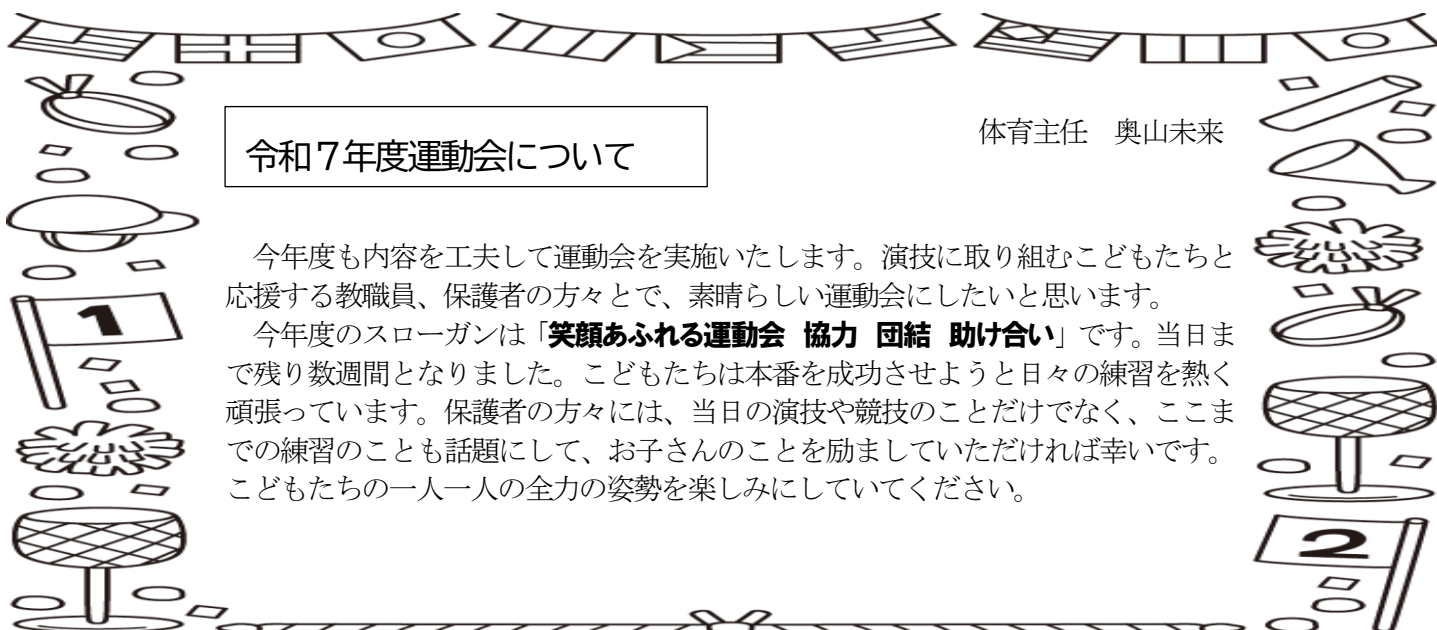 体育主任　奥山未来
令和７年度運動会について
　今年度も内容を工夫して運動会を実施いたします。演技に取り組むこどもたちと
応援する教職員、保護者の方々とで、素晴らしい運動会にしたいと思います。
　今年度のスローガンは「笑顔あふれる運動会　協力　団結　助け合い」です。当日ま
で残り数週間となりました。こどもたちは本番を成功させようと日々の練習を熱く
頑張っています。保護者の方々には、当日の演技や競技のことだけでなく、ここま
での練習のことも話題にして、お子さんのことを励ましていただければ幸いです。
こどもたちの一人一人の全力の姿勢を楽しみにしていてください。
1
2